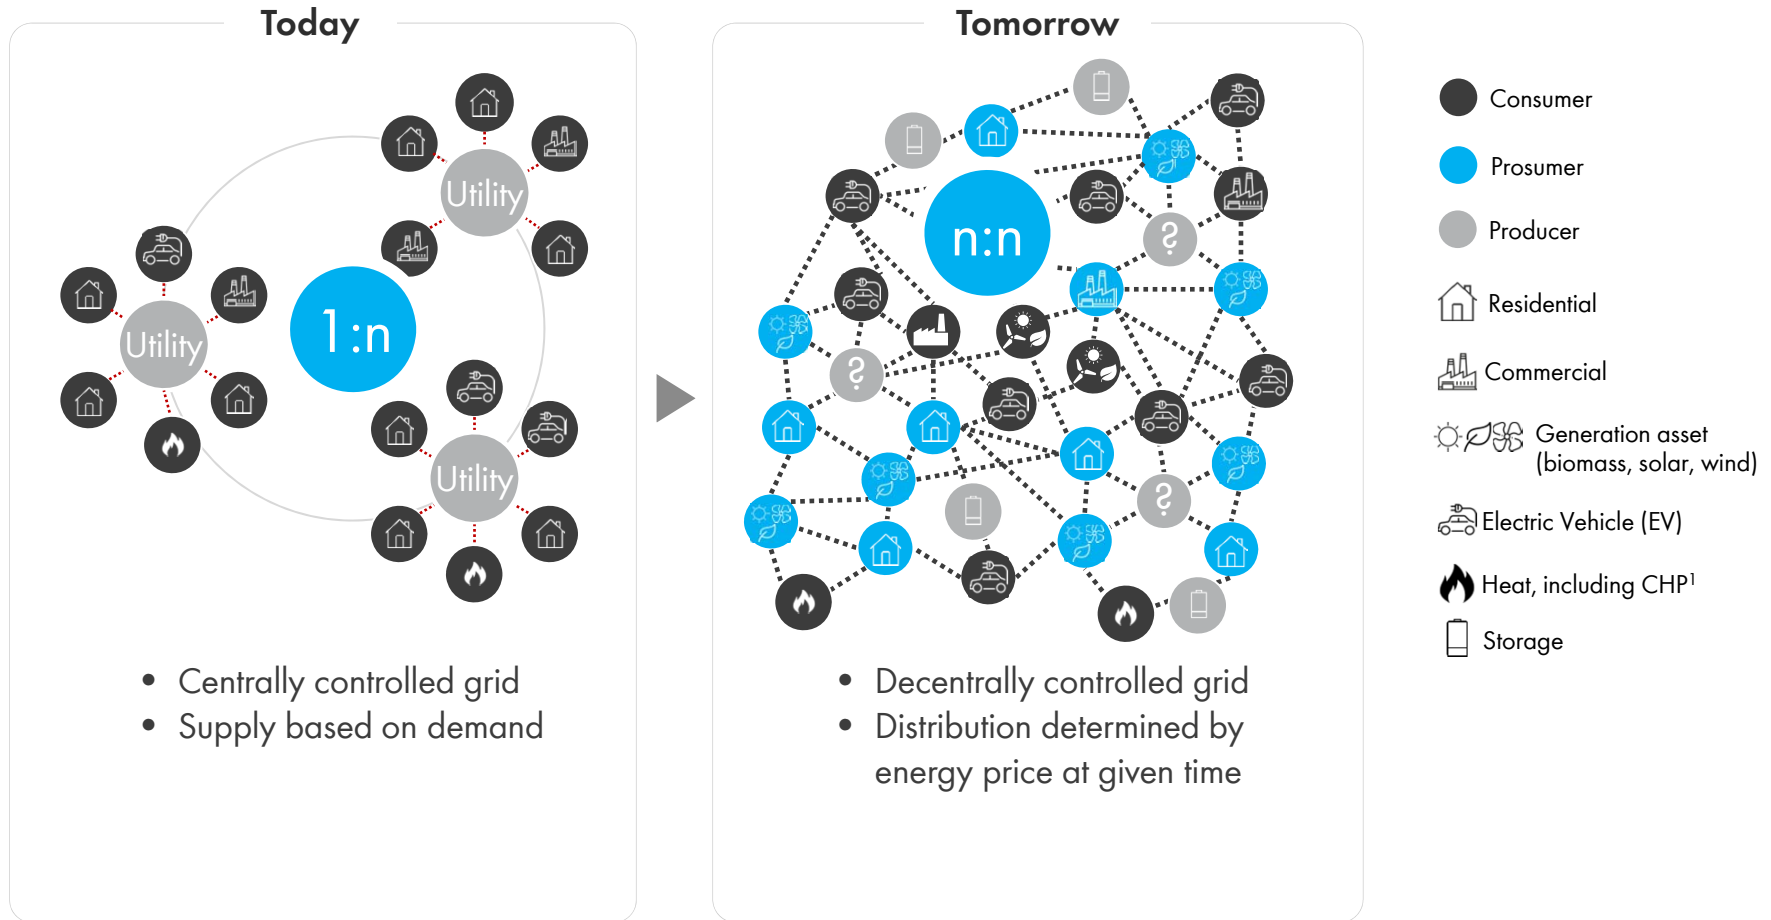 Today
Utility
Utility
1:n
Utility
• Centrally controlled grid
• Supply based on demand
Tomorrow
n:n
?
?
?
• Decentrally controlled grid
• Distribution determined by
energy price at given time
Consumer
Prosumer
Producer
Residential
Commercial
Generation asset
(biomass, solar, wind)
Electric Vehicle (EV)
Heat, including CHP¹
Storage